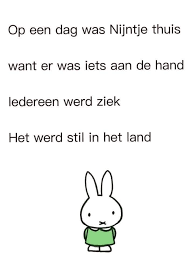 Op een dag was Nijntje thuis
want er was iets aan de hand
Iedereen werd ziek
Het werd stil in het land